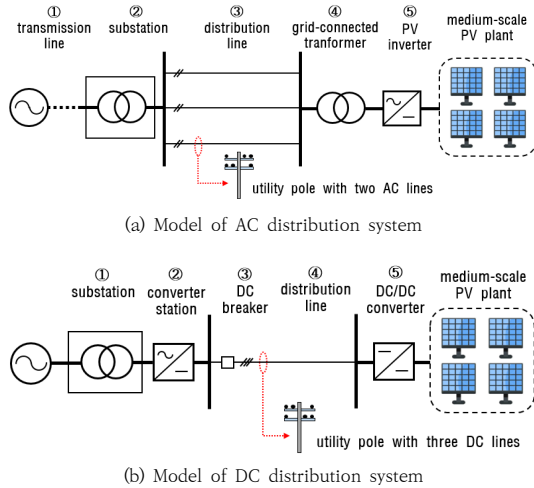 ① ② ③ ④ ⑤ medium-scale
transmission substation distribution grid-connected PV PV plant
line line tranformer inverter
utility pole with two AC lines
(a) Model of AC distribution system
① ② ③ ④ ⑤ medium-scale
substation converter DC distribution DC/DC PV plant
station breaker line converter
utility pole with three DC lines
(b) Model of DC distribution system